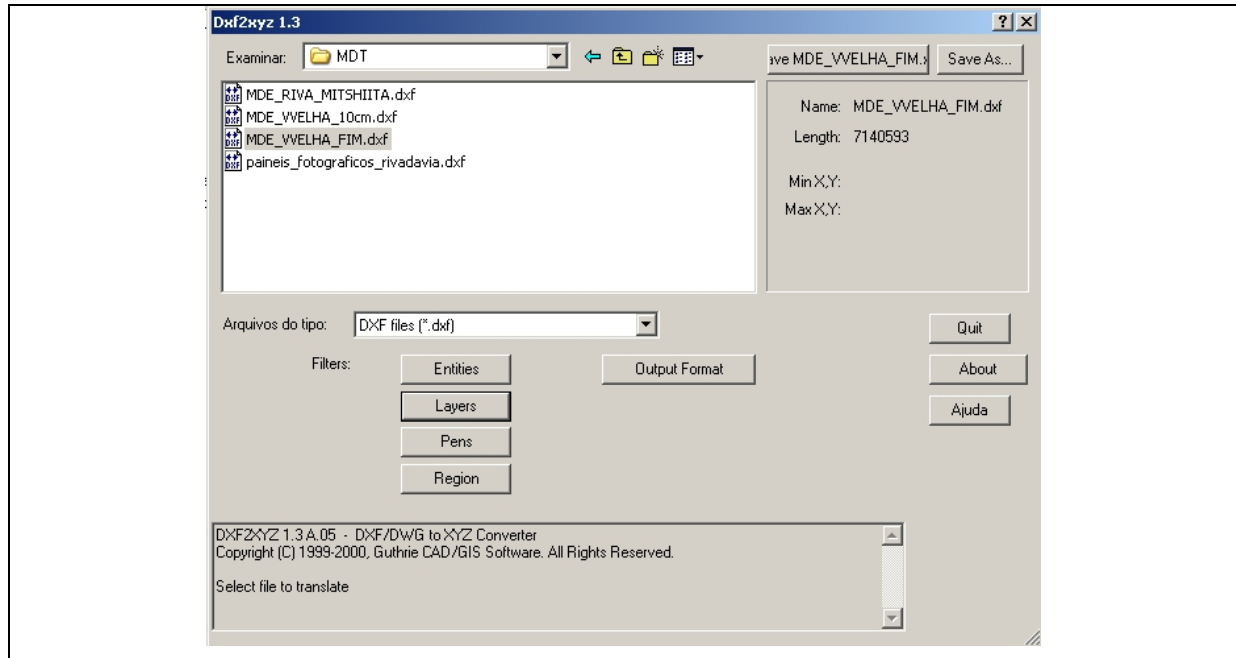 Dxf2xyz 1.3
Examinar: MDT
ave MDE_VVELHA_FIM.x Save As...
MDE_RIVA_MITSHIITA.dxf
MDE_VVELHA_10cm.dxf
MDE_VVELHA_FIM.dxf
paineis_fotograficos_rivadavia.dxf
Name: MDE_VVELHA_FIM.dxf
Length: 7140593
Min X,Y:
Max X,Y:
Arquivos do tipo: DXF files (*.dxf)
Quit
Filters: Entities Output Format About
Layers Ajuda
Pens
Region
DXF2XYZ 1.3 A.05 - DXF/DWG to XYZ Converter
Copyright (C) 1999-2000, Guthrie CAD/GIS Software. All Rights Reserved.
Select file to translate